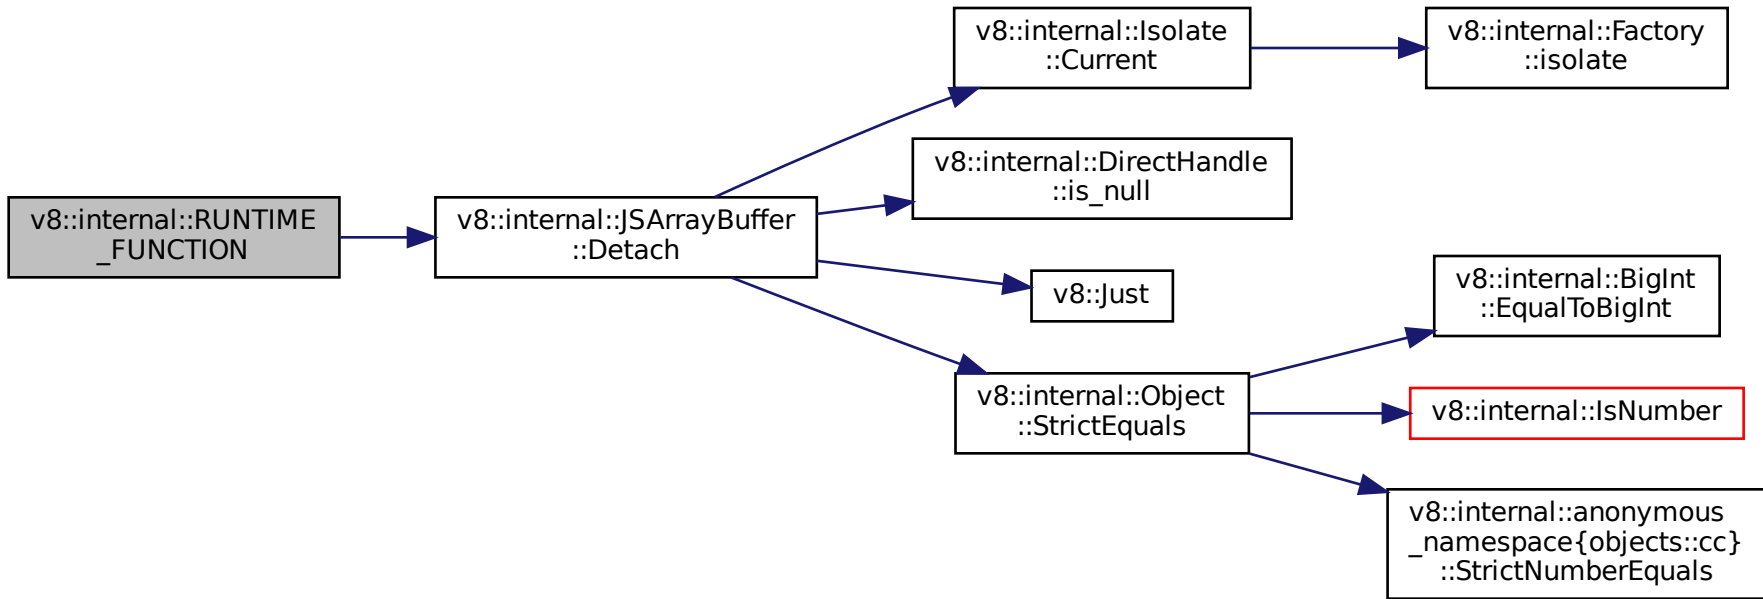 v8::internal::RUNTIME
_FUNCTION
v8::internal::JSArrayBuffer
::Detach
v8::internal::Isolate
::Current
v8::internal::Factory
::isolate
v8::internal::DirectHandle
::is_null
v8::Just
v8::internal::Object
::StrictEquals
v8::internal::BigInt
::EqualToBigInt
v8::internal::IsNumber
v8::internal::anonymous
_namespace{objects::cc}
::StrictNumberEquals